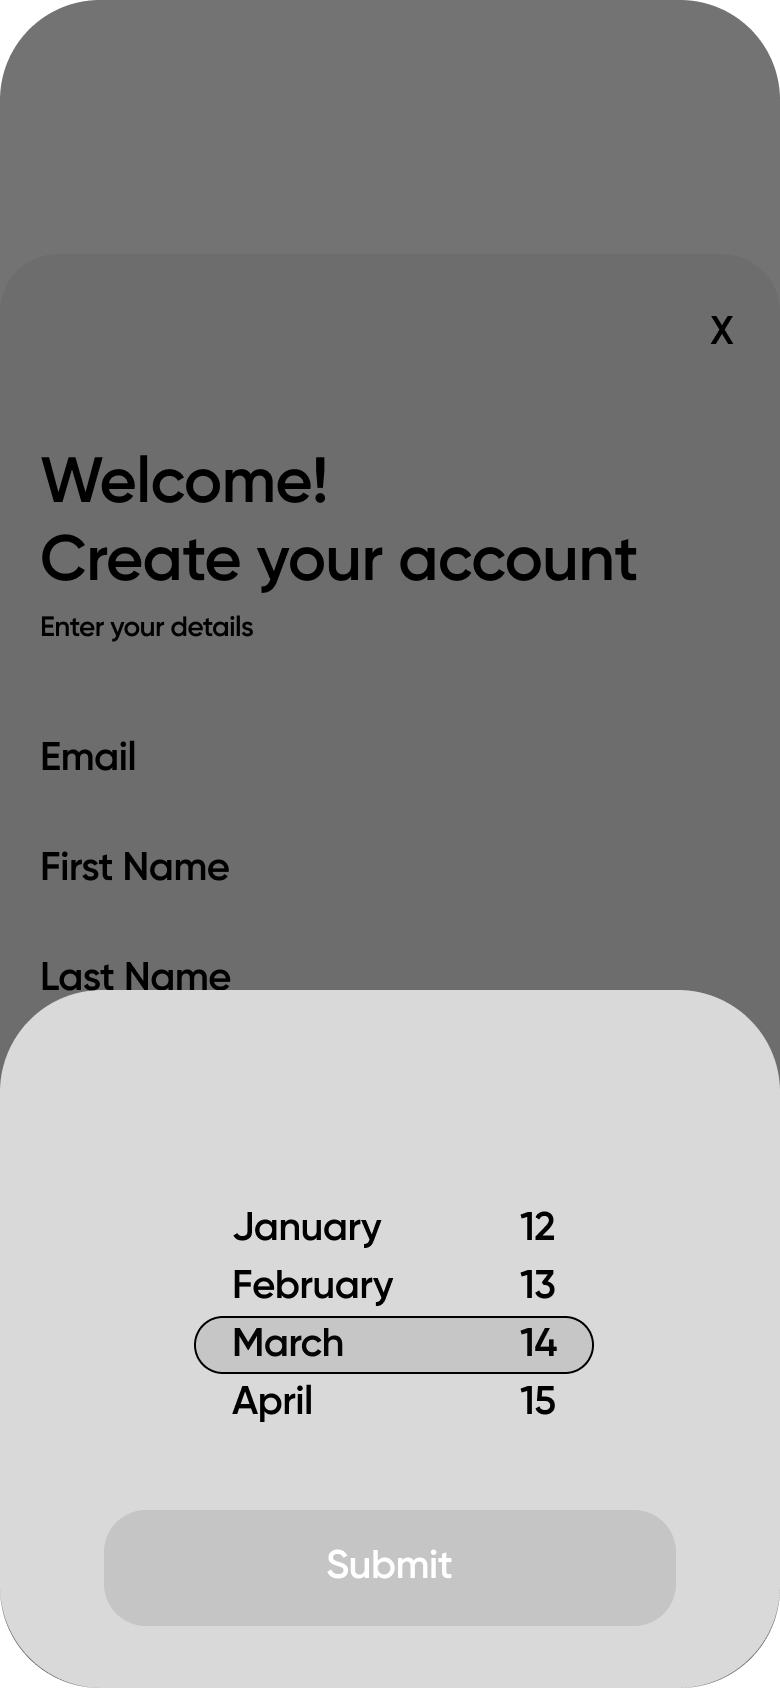 X
Welcome!
Create your account
Enter your details
Email
First Name
Last Name
January 12
February 13
March 14
April 15
Submit